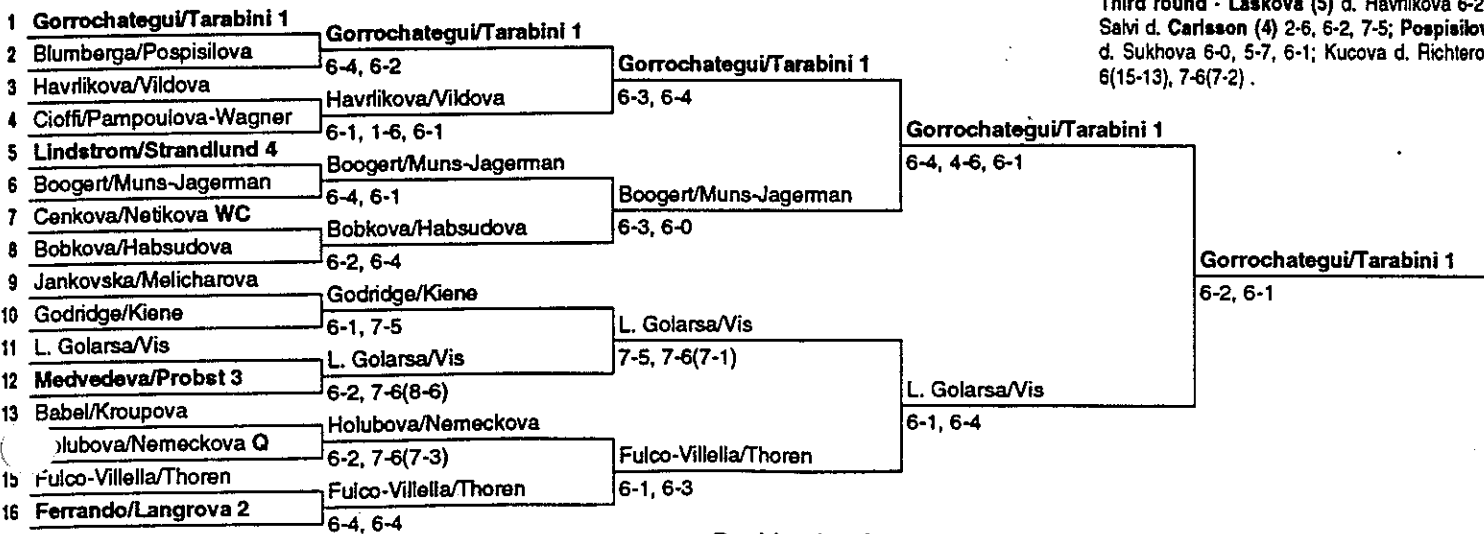 Third round - Laskova (5) d. Havrlikova 6-2
Salvi d. Carlsson (4) 2-6, 6-2, 7-5; Pospisilov
d. Sukhova 6-0, 5-7, 6-1; Kucova d. Richtero
6(15-13), 7-6(7-2) .
1 Gorrochategui/Tarabini 1
2 Blumberga/Pospisilova
3 Havrlikova/Vildova
4 Cioffi/Pampoulova-Wagner
5 Lindstrom/Strandlund 4
6 Boogert/Muns-Jagerman
7 Cenkova/Netikova WC
8 Bobkova/Habsudova
9 Jankovska/Melicharova
10 Godridge/Kiene
11 L. Golarsa/Vis
12 Medvedeva/Probst 3
13 Babel/Kroupova
olubova/Nemeckova Q
15 Fulco-Villella/Thoren
16 Ferrando/Langrova 2
Gorrochategui/Tarabini 1
6-4, 6-2
Havrlikova/Vildova
6-1, 1-6, 6-1
Boogert/Muns-Jagerman
6-4, 6-1
Bobkova/Habsudova
6-2, 6-4
Godridge/Kiene
6-1, 7-5
L. Golarsa/Vis
6-2, 7-6(8-6)
Holubova/Nemeckova
6-2, 7-6(7-3)
Fulco-Villella/Thoren
6-4, 6-4
Gorrochategui/Tarabini 1
6-3, 6-4
Boogert/Muns-Jagerman
6-3, 6-0
L. Golarsa/Vis
7-5, 7-6(7-1)
Fulco-Villella/Thoren
6-1, 6-3
Gorrochategui/Tarabini 1
6-4, 4-6, 6-1
L. Golarsa/Vis
6-1, 6-4
Gorrochategui/Tarabini 1
6-2, 6-1